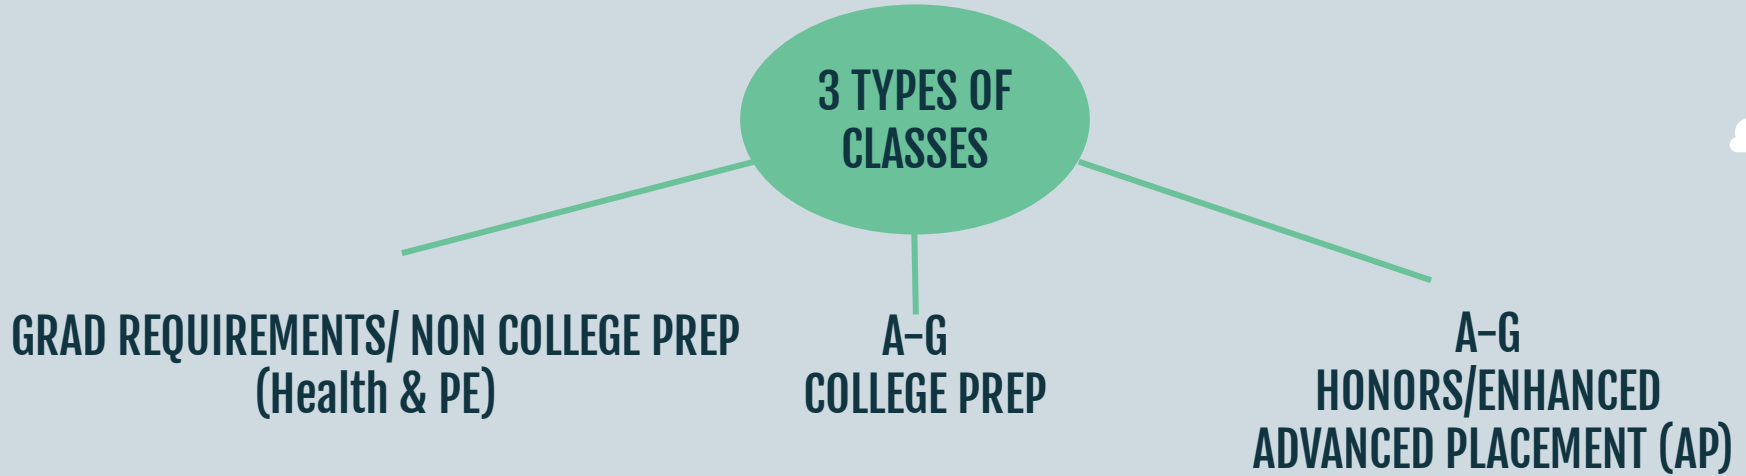 3 TYPES OF
CLASSES
GRAD REQUIREMENTS/ NON COLLEGE PREP
(Health & PE)
A-G
COLLEGE PREP
A-G
HONORS/ENHANCED
ADVANCED PLACEMENT (AP)